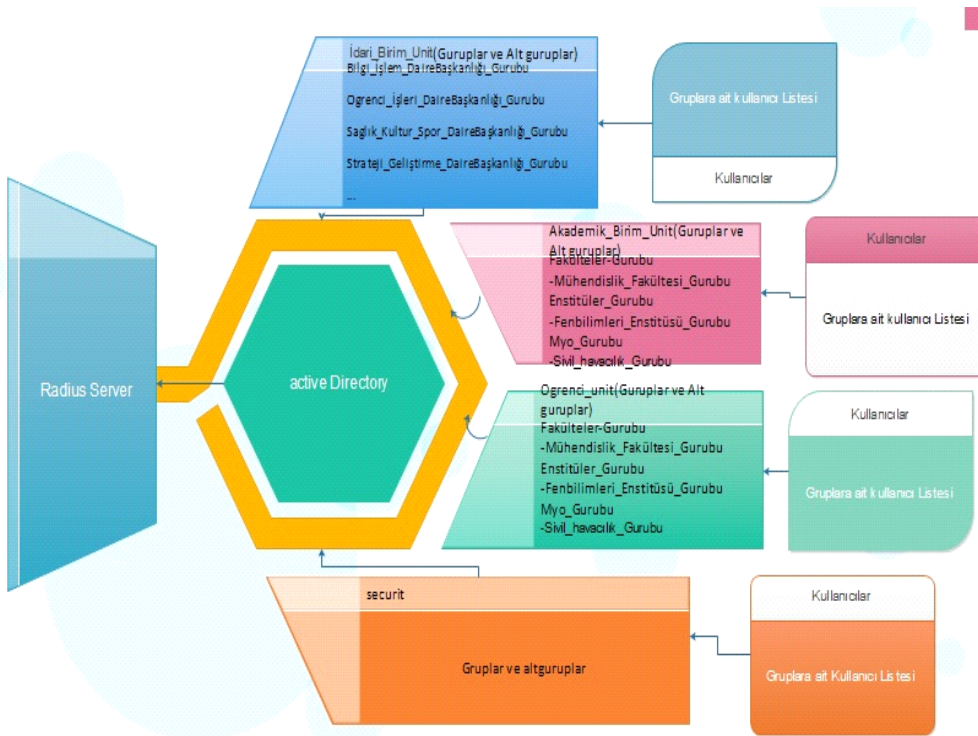 İdari_Birim_Unit(Guruplar ve Alt guruplar)
Bilgi_işlem_DaireBaşkanlığı_Gurubu
Ogrenci_İşleri_DaireBaşkanlığı_Gurubu
Saglık_Kultur_Spor_DaireBaşkanlığı_Gurubu
Strateji_Geliştirme_DaireBaşkanlığı_Gurubu
...
Gruplara ait kullanici Listesi
Kullanıcılar
Akademik_Birim_Unit(Guruplar ve
Alt guruplar)
Fakülteler-Gurubu
-Mühendislik_Fakültesi_Gurubu
Enstitüler_Gurubu
-Fenbilimleri_Enstitüsü_Gurubu
Myo_Gurubu
-Sivil_havacılık_Gurubu
Kullanıcılar
Gruplara ait kullanıcı Listesi
Radius Server
active Directory
Ogrenci_unit(Guruplar ve Alt
guruplar)
Fakülteler-Gurubu
-Mühendislik_Fakültesi_Gurubu
Enstitüler_Gurubu
-Fenbilimleri_Enstitüsü_Gurubu
Myo_Gurubu
-Sivil_havacılık_Gurubu
Kullanıcılar
Gruplara ait kullanıcı Listesi
securit
Gruplar ve altguruplar
Kullanıcılar
Gruplara ait Kullanıcı Listesi